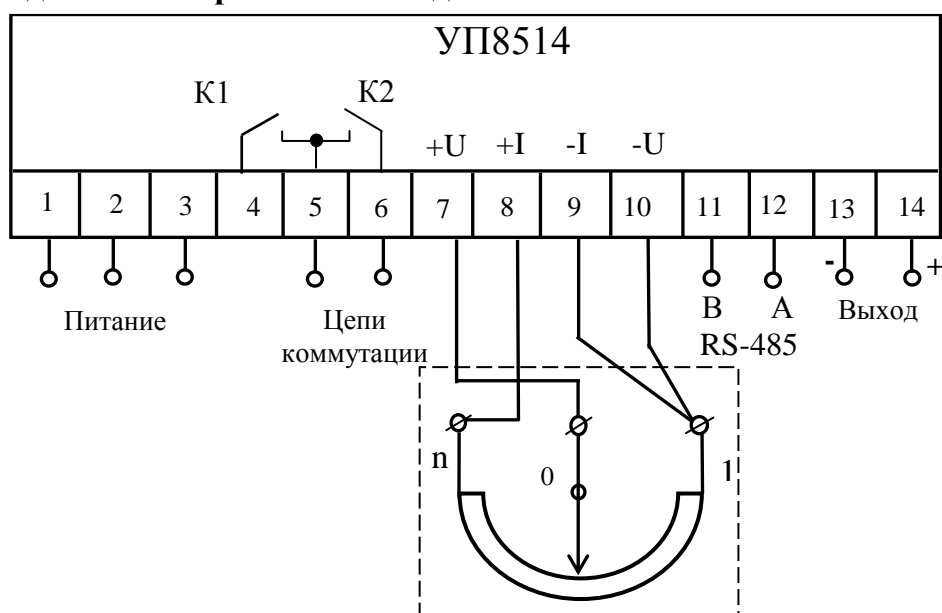 УП8514
К1 К2
+U +I -I -U
1 2 3 4 5 6 7 8 9 10 11 12 13 14
- +
Питание Цепи коммутации B A RS-485 Выход
n 0 1